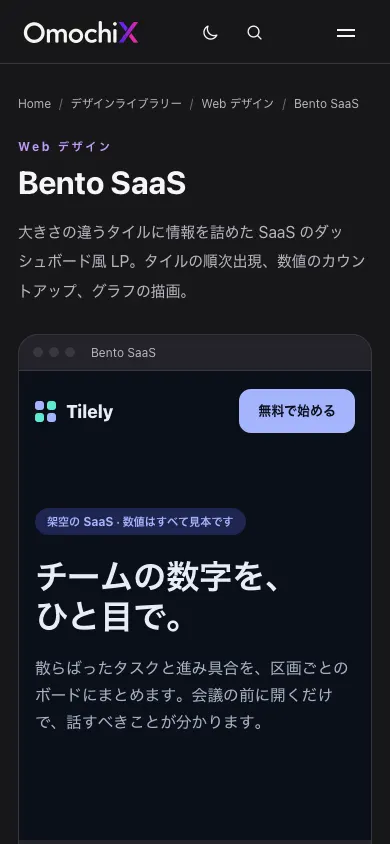 OmochiX
Home / デザインライブラリー / Web デザイン / Bento SaaS
Web デザイン
Bento SaaS
大きさの違うタイルに情報を詰めた SaaS のダッ
シュボード風 LP。タイルの順次出現、数値のカウン
トアップ、グラフの描画。
Bento SaaS
Tilely
無料で始める
架空の SaaS · 数値はすべて見本です
チームの数字を、
ひと目で。
散らばったタスクと進み具合を、区画ごとの
ボードにまとめます。会議の前に開くだけ
で、話すべきことが分かります。